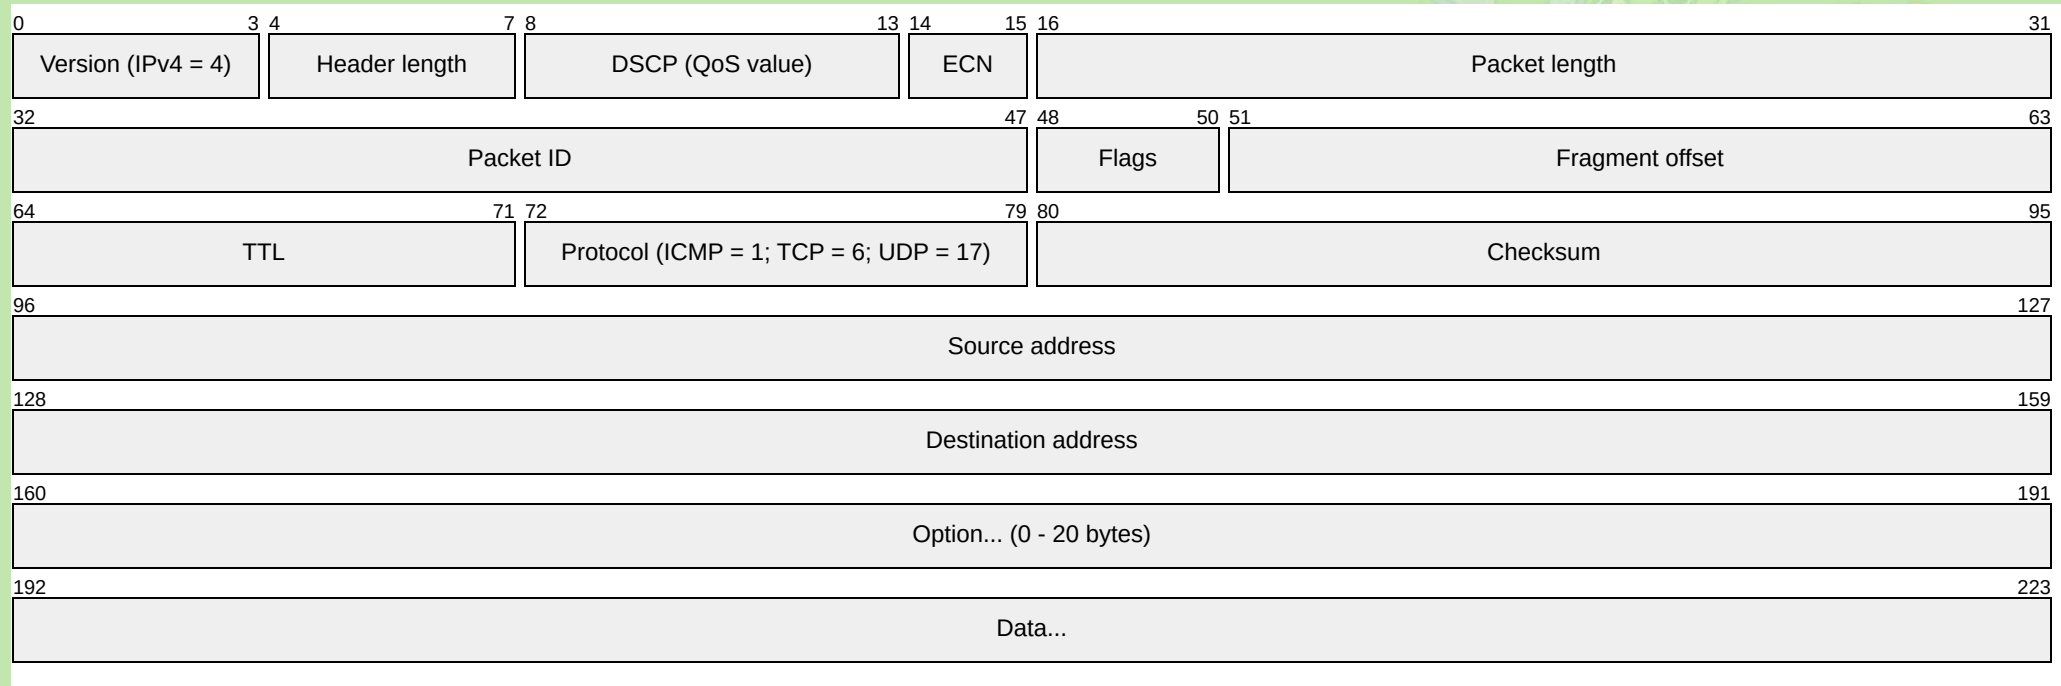 0 3 4 7 8 13 14 15 16 31
Version (IPv4 = 4) Header length DSCP (QoS value) ECN Packet length
32 47 48 50 51 63
Packet ID Flags Fragment offset
64 71 72 79 80 95
TTL Protocol (ICMP = 1; TCP = 6; UDP = 17) Checksum
96 127
Source address
128 159
Destination address
160 191
Option... (0 - 20 bytes)
192 223
Data...